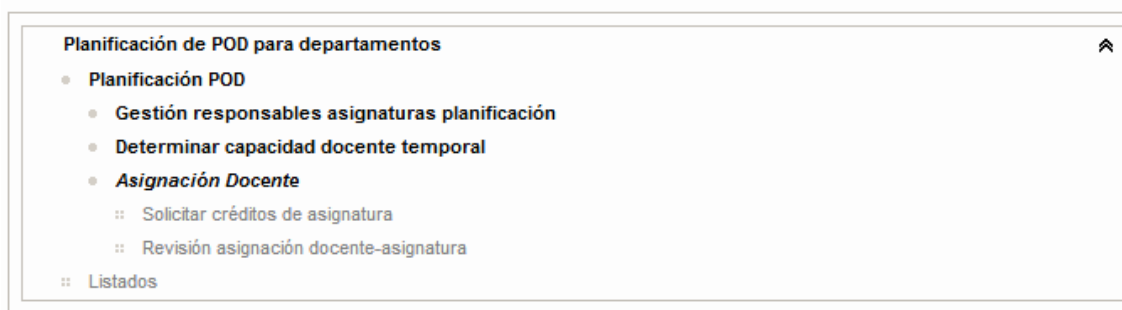 Planificación de POD para departamentos
Planificación POD
Gestión responsables asignaturas planificación
Determinar capacidad docente temporal
Asignación Docente
Solicitar créditos de asignatura
Revisión asignación docente-asignatura
Listados